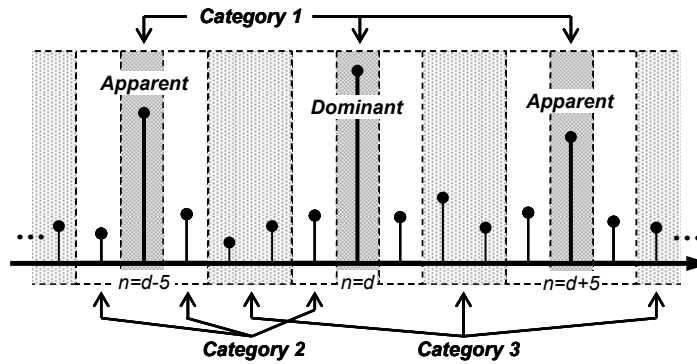 Category 1
Apparent
Dominant
Apparent
... ...
n=d-5 n=d n=d+5
Category 2 Category 3